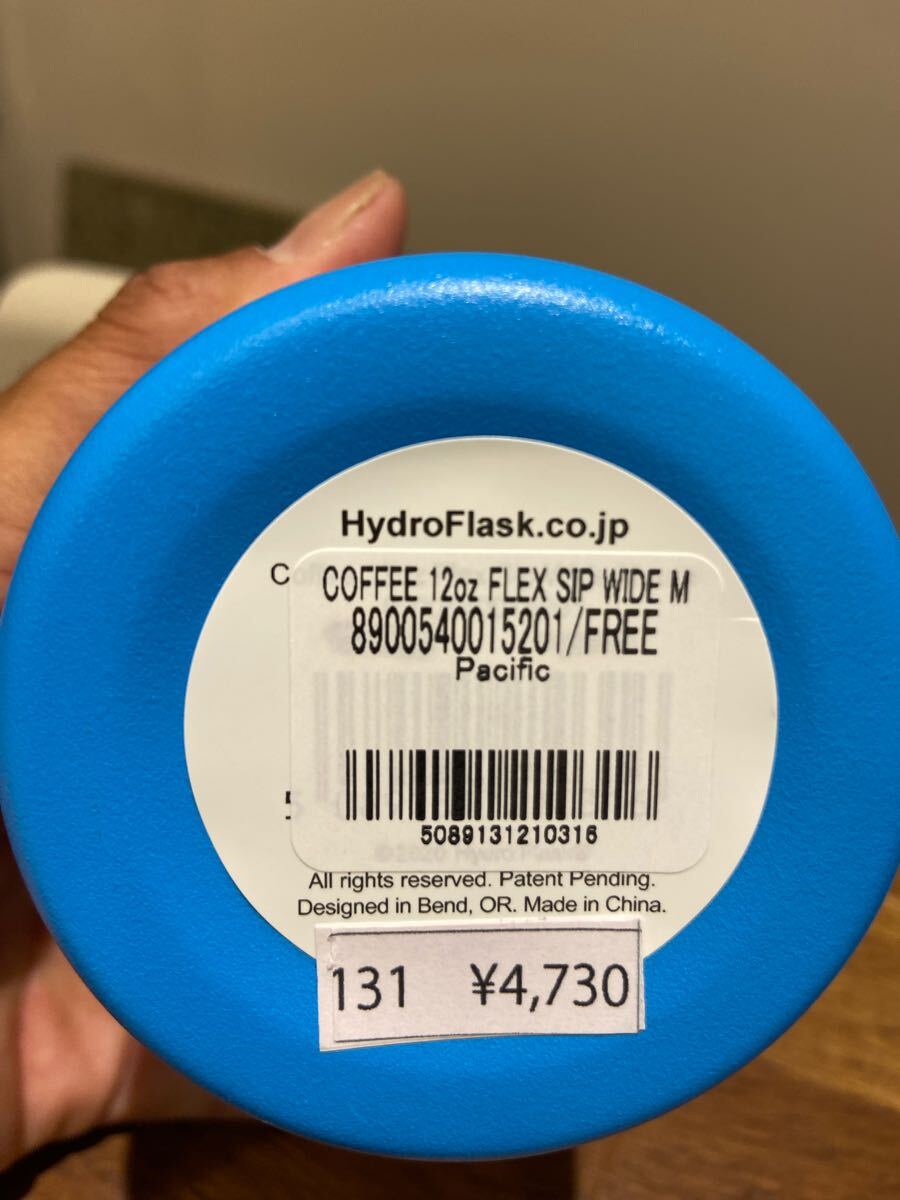 HydroFlask.co.jp
COFFEE 12oz FLEX SIP WIDE M
8900540015201/FREE
Pacific
5089131210316
All rights reserved. Patent Pending.
Designed in Bend, OR. Made in China.
131 ¥4,730